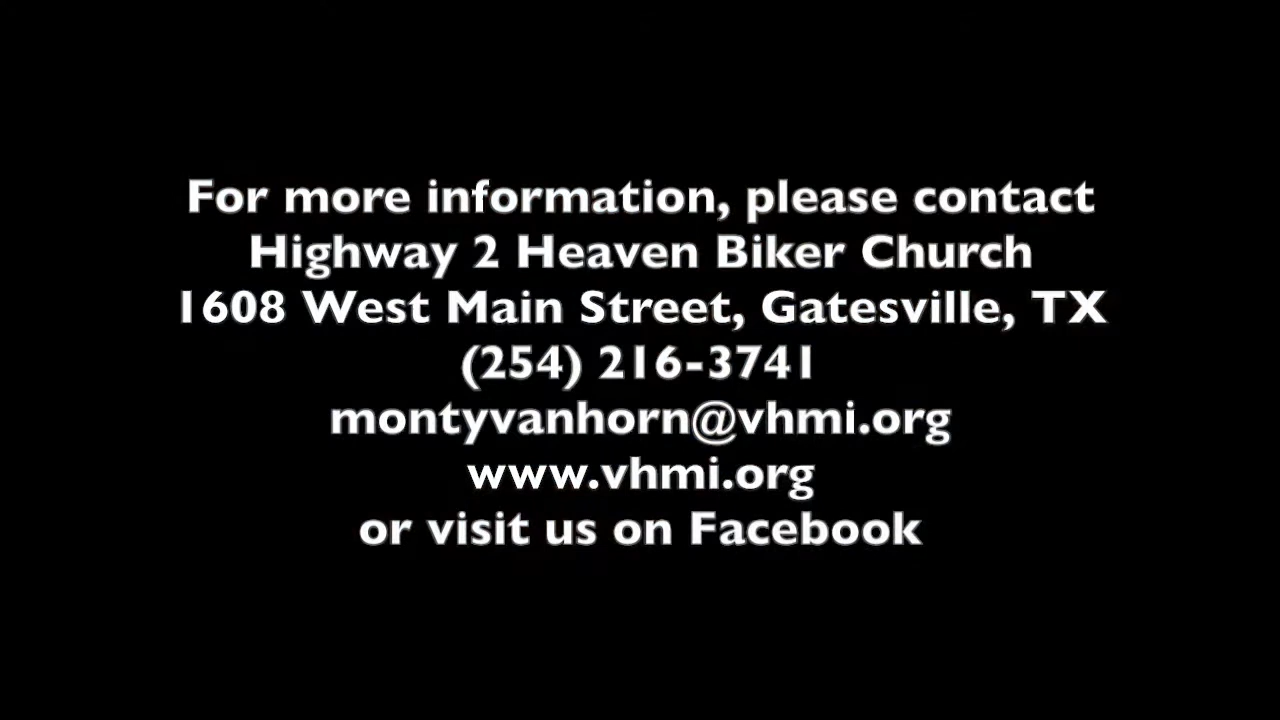 For more information, please contact
Highway 2 Heaven Biker Church
1608 West Main Street, Gatesville, TX
(254) 216-3741
montyvanhorn@vhmi.org
www.vhmi.org
or visit us on Facebook